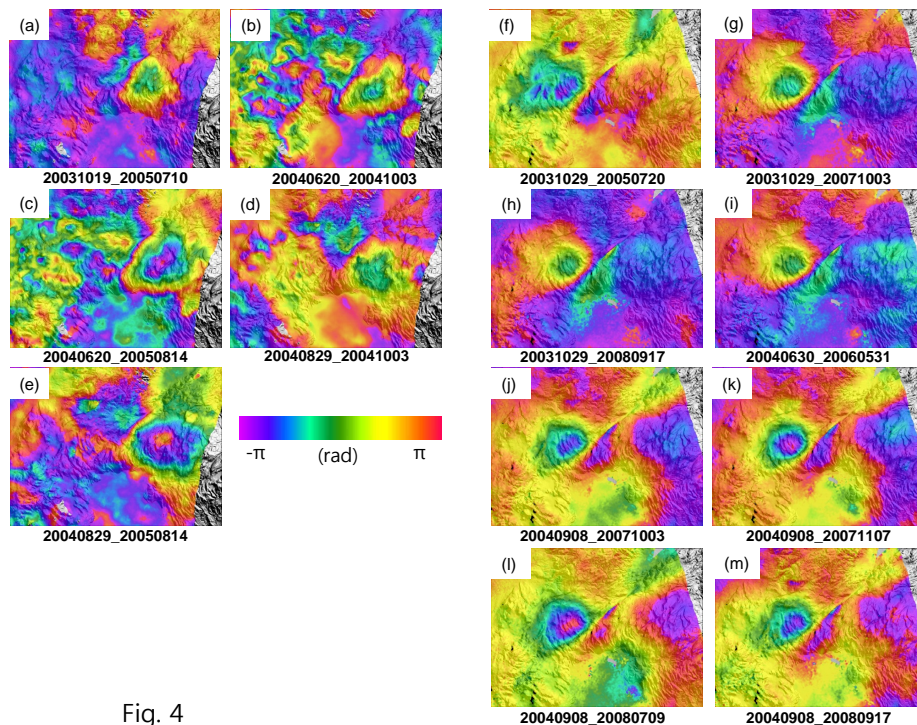 (a)
(b)
20031019_20050710
20040620_20041003
(c)
(d)
20040620_20050814
20040829_20041003
(e)
20040829_20050814
-π
(rad)
π
(f)
(g)
20031029_20050720
20031029_20071003
(h)
(i)
20031029_20080917
20040630_20060531
(j)
(k)
20040908_20071003
20040908_20071107
(l)
(m)
20040908_20080709
20040908_20080917
Fig. 4